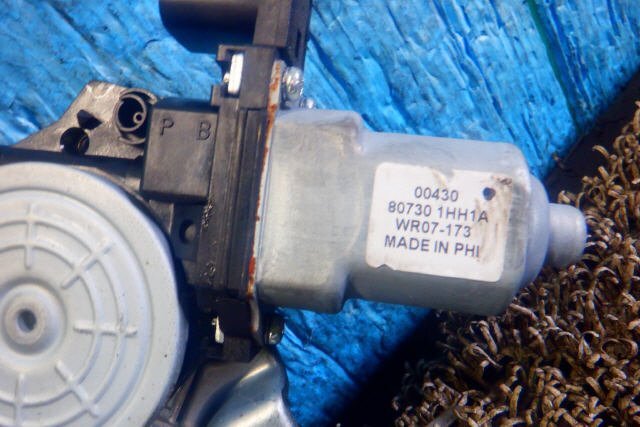 P B
00430
80730 1HH1A
WR07-173
MADE IN PHI